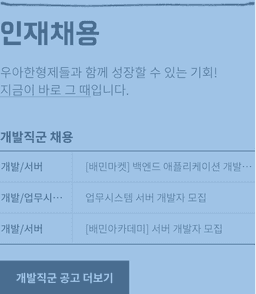 인재채용
우아한형제들과 함께 성장할 수 있는 기회!
지금이 바로 그 때입니다.
개발직군 채용
개발/서버 [배민마켓] 백엔드 애플리케이션 개발…
개발/업무시… 업무시스템 서버 개발자 모집
개발/서버 [배민아카데미] 서버 개발자 모집
개발직군 공고 더보기